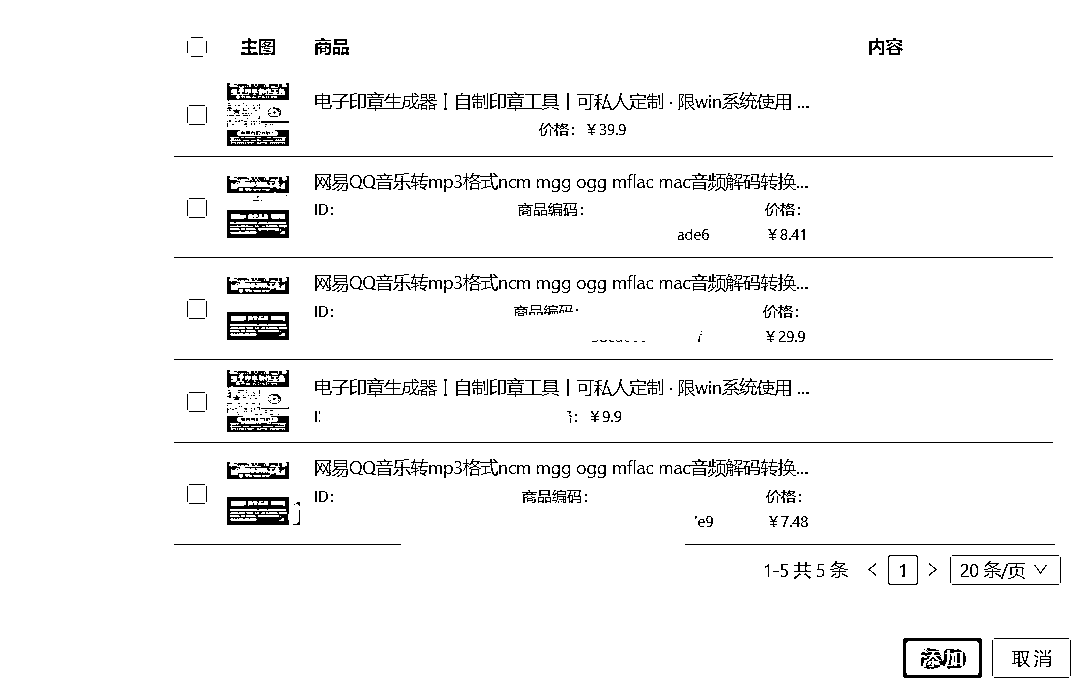 主图 商品 内容
电子印章生成器丨自制印章工具丨可私人定制 · 限win系统使用 ...
价格：￥39.9
网易QQ音乐转mp3格式ncm mgg ogg mflac mac音频解码转换...
ID： 商品编码： 价格：
ade6 ￥8.41
网易QQ音乐转mp3格式ncm mgg ogg mflac mac音频解码转换...
ID： 商品编码： 价格：
￥29.9
电子印章生成器丨自制印章工具丨可私人定制 · 限win系统使用 ...
￥9.9
网易QQ音乐转mp3格式ncm mgg ogg mflac mac音频解码转换...
ID： 商品编码： 价格：
e9 ￥7.48
1-5 共 5 条 < 1 > 20 条/页
添加 取消